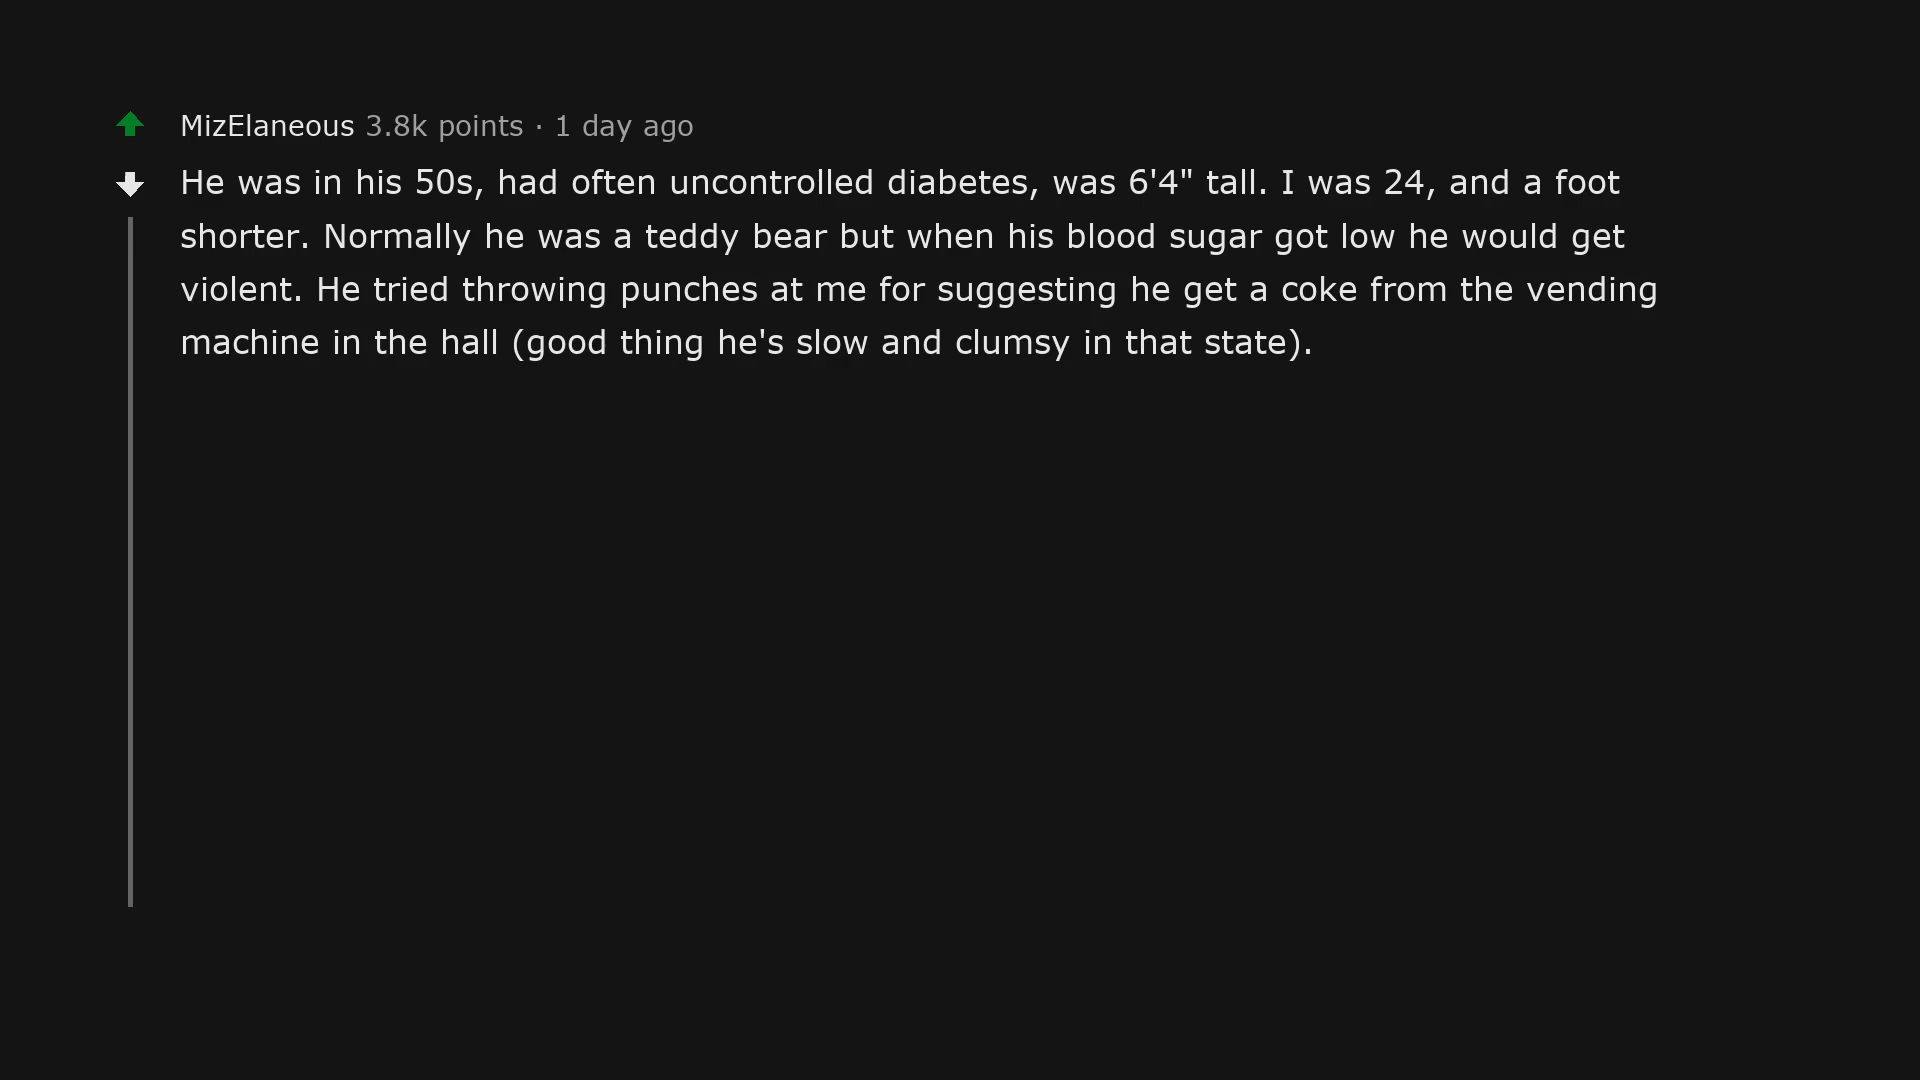 MizElaneous 3.8k points · 1 day ago
He was in his 50s, had often uncontrolled diabetes, was 6'4" tall. I was 24, and a foot
shorter. Normally he was a teddy bear but when his blood sugar got low he would get
violent. He tried throwing punches at me for suggesting he get a coke from the vending
machine in the hall (good thing he's slow and clumsy in that state).